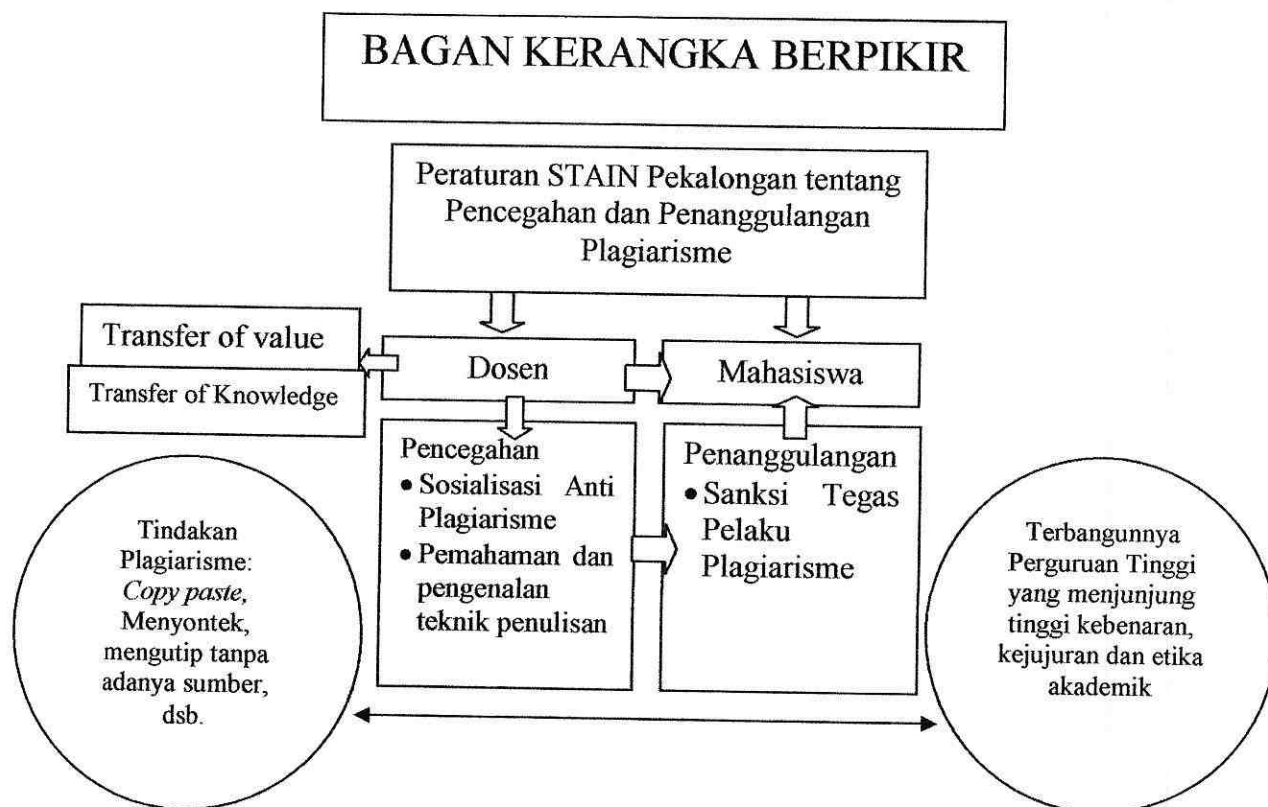 BAGAN KERANGKA BERPIKIR
Peraturan STAIN Pekalongan tentang
Pencegahan dan Penanggulangan
Plagiarisme
Transfer of value
Transfer of Knowledge
Dosen
Mahasiswa
Pencegahan
• Sosialisasi Anti
Plagiarisme
• Pemahaman dan
pengenalan
teknik penulisan
Penanggulangan
• Sanksi Tegas
Pelaku
Plagiarisme
Tindakan
Plagiarisme:
Copy paste,
Menyontek,
mengutip tanpa
adanya sumber,
dsb.
Terbangunnya
Perguruan Tinggi
yang menjunjung
tinggi kebenaran,
kejujuran dan etika
akademik